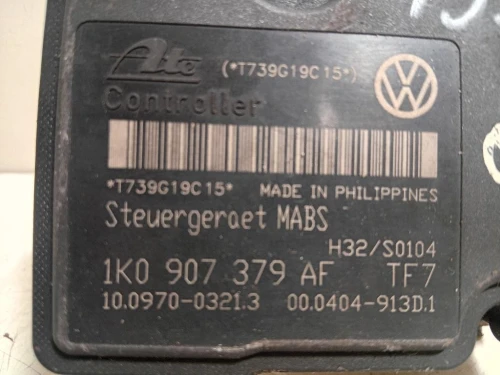 Ate (*T739G19C15*)
Controller
*T739G19C15* MADE IN PHILIPPINES
Steuergeraet MABS
H32/S0104
1K0 907 379 AF TF7
10.0970-0321.3 00.0404-913D.1